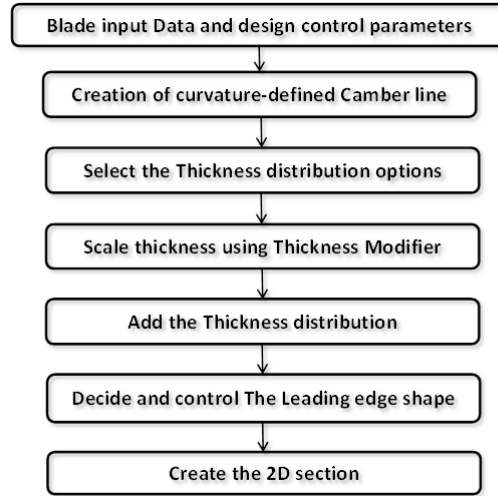 Blade input Data and design control parameters
Creation of curvature-defined Camber line
Select the Thickness distribution options
Scale thickness using Thickness Modifier
Add the Thickness distribution
Decide and control The Leading edge shape
Create the 2D section